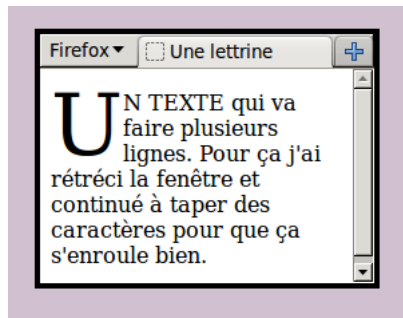 Firefox Une lettrine
UN TEXTE qui va
faire plusieurs
lignes. Pour ça j'ai
rétréci la fenêtre et
continué à taper des
caractères pour que ça
s'enroule bien.